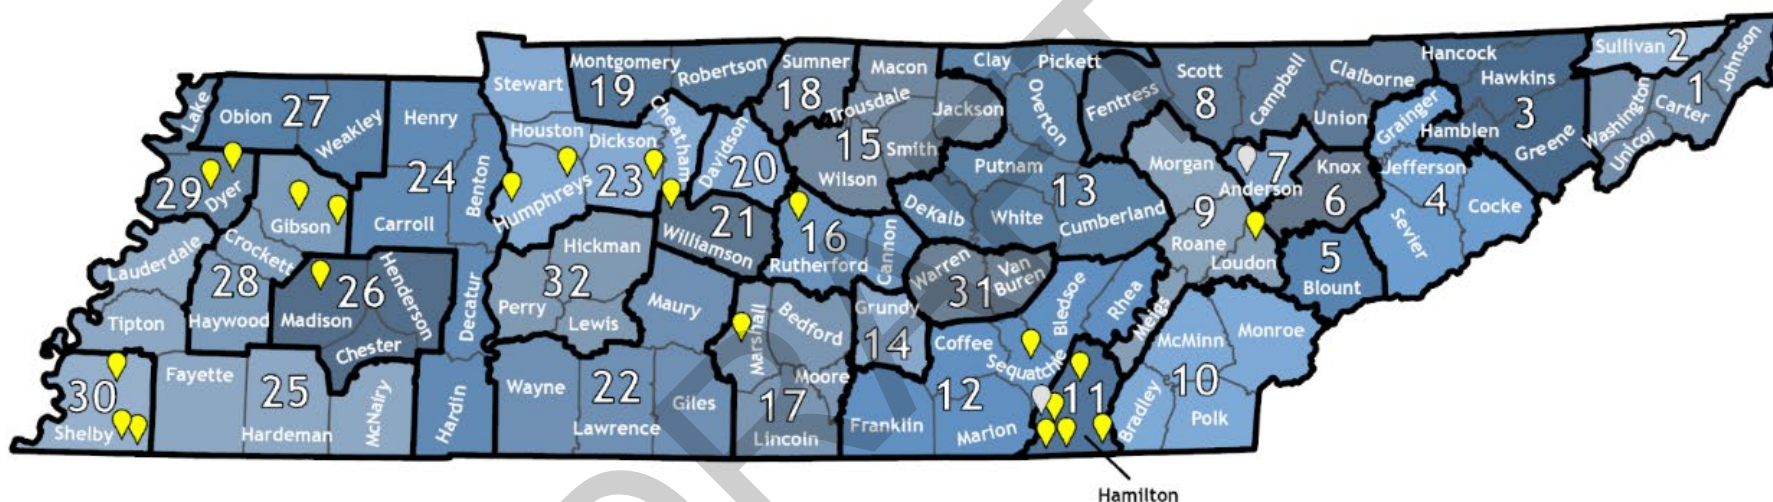 Stewart
Montgomery
19
Robertson
Sumner
18
Macon
Trousdale
Jackson
Clay
Pickett
Overton
Fentress
Scott
8
Campbell
Claiborne
Union
Hancock
Hawkins
3
Greene
Hamblen
Grainger
Sullivan
2
Johnson
1
Carter
Washington
Unicoi
Lake
Obion
27
Weakley
Henry
24
Benton
Carroll
Houston
Humphreys
Dickson
23
Cheatham
Davidson
20
15
Smith
Wilson
Putnam
13
DeKalb
White
Cumberland
Morgan
9
Roane
Loudon
7
Anderson
Knox
6
Jefferson
4
Cocke
Sevier
5
Blount
29
Dyer
Gibson
Crockett
Lauderdale
28
Haywood
26
Madison
Henderson
Chester
Decatur
Tipton
Hickman
32
Perry
Lewis
21
Williamson
16
Rutherford
Cannon
Maury
Marshall
Bedford
Moore
17
Lincoln
Grundy
14
Warren
31
Van
Buren
Coffee
Sequatchie
Bledsoe
Rhea
Meigs
McMinn
Monroe
10
Bradley
Polk
12
Franklin
Marion
11
Hamilton
30
Shelby
Fayette
25
Hardeman
McNairy
Hardin
Wayne
22
Lawrence
Giles
DRAFT